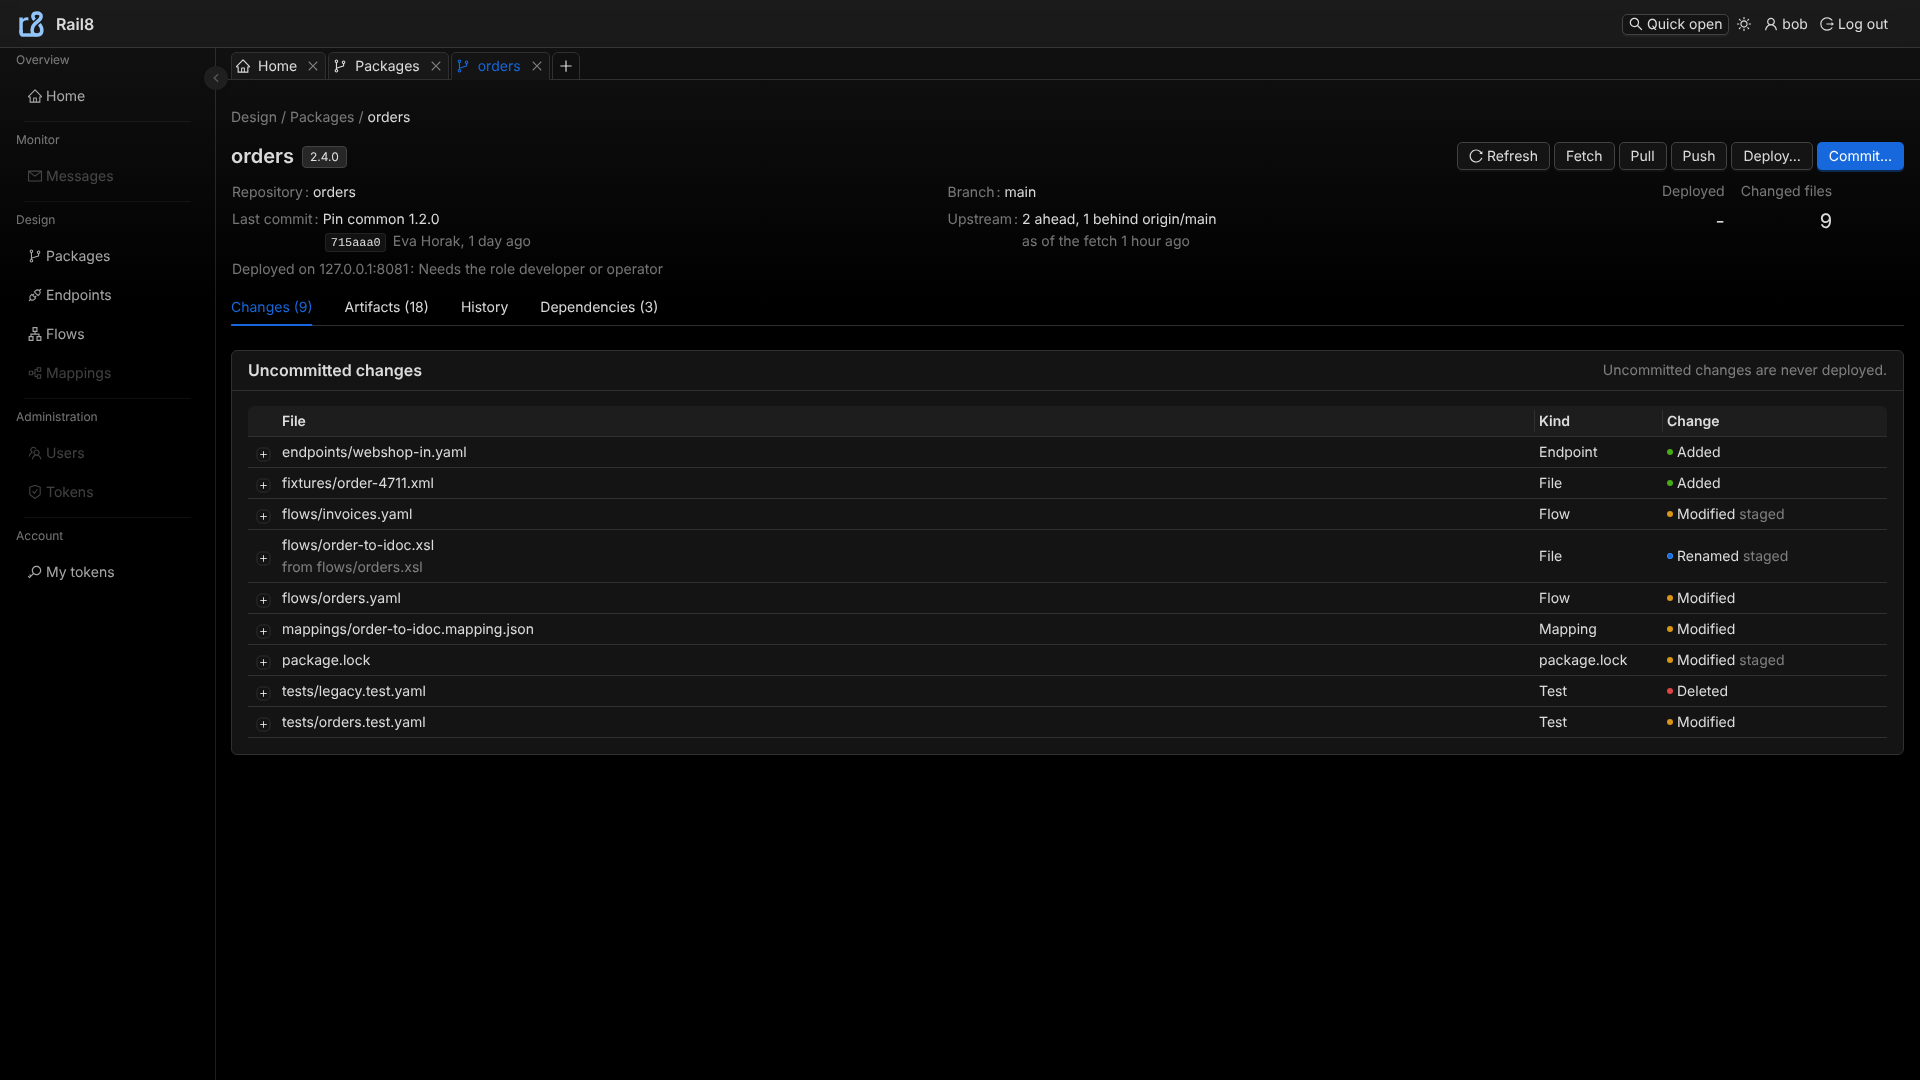 Rail8
Quick open
bob
Log out
Overview
Home
Monitor
Messages
Design
Packages
Endpoints
Flows
Mappings
Administration
Users
Tokens
Account
My tokens
Home
Packages
orders
Design / Packages / orders
orders 2.4.0
Refresh
Fetch
Pull
Push
Deploy...
Commit...
Repository: orders
Branch: main
Deployed
-
Changed files
9
Last commit: Pin common 1.2.0
715aaa0 Eva Horak, 1 day ago
Upstream: 2 ahead, 1 behind origin/main
as of the fetch 1 hour ago
Deployed on 127.0.0.1:8081: Needs the role developer or operator
Changes (9)
Artifacts (18)
History
Dependencies (3)
Uncommitted changes
Uncommitted changes are never deployed.
File Kind Change
endpoints/webshop-in.yaml Endpoint Added
fixtures/order-4711.xml File Added
flows/invoices.yaml Flow Modified staged
flows/order-to-idoc.xsl
from flows/orders.xsl File Renamed staged
flows/orders.yaml Flow Modified
mappings/order-to-idoc.mapping.json Mapping Modified
package.lock package.lock Modified staged
tests/legacy.test.yaml Test Deleted
tests/orders.test.yaml Test Modified